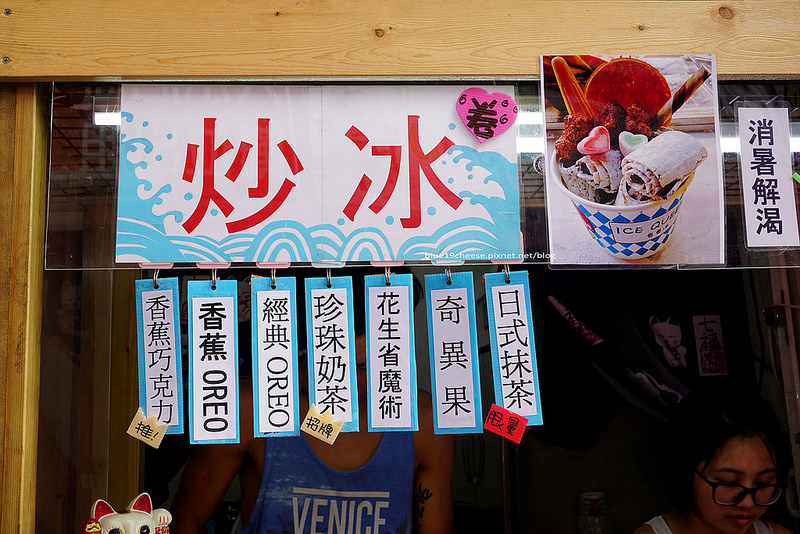 炒冰
卷
消暑解渴
ICE QUEEN
blue19cheese.pixnet.net/blog
香蕉巧克力
推！
香蕉OREO
經典OREO
珍珠奶茶
招牌
花生省魔術
奇異果
日式抹茶
限量
VENICE